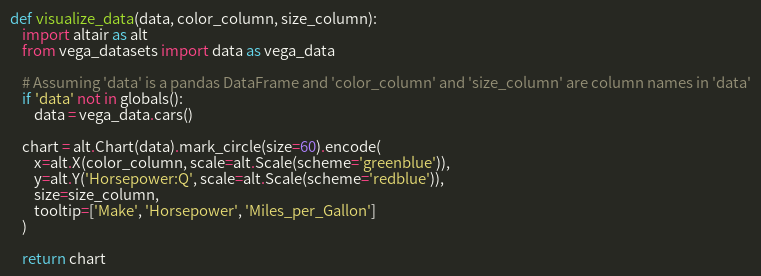 def visualize_data(data, color_column, size_column):
    import altair as alt
    from vega_datasets import data as vega_data

    # Assuming 'data' is a pandas DataFrame and 'color_column' and 'size_column' are column names in 'data'
    if 'data' not in globals():
        data = vega_data.cars()

    chart = alt.Chart(data).mark_circle(size=60).encode(
        x=alt.X(color_column, scale=alt.Scale(scheme='greenblue')),
        y=alt.Y('Horsepower:Q', scale=alt.Scale(scheme='redblue')),
        size=size_column,
        tooltip=['Make', 'Horsepower', 'Miles_per_Gallon']
    )

    return chart